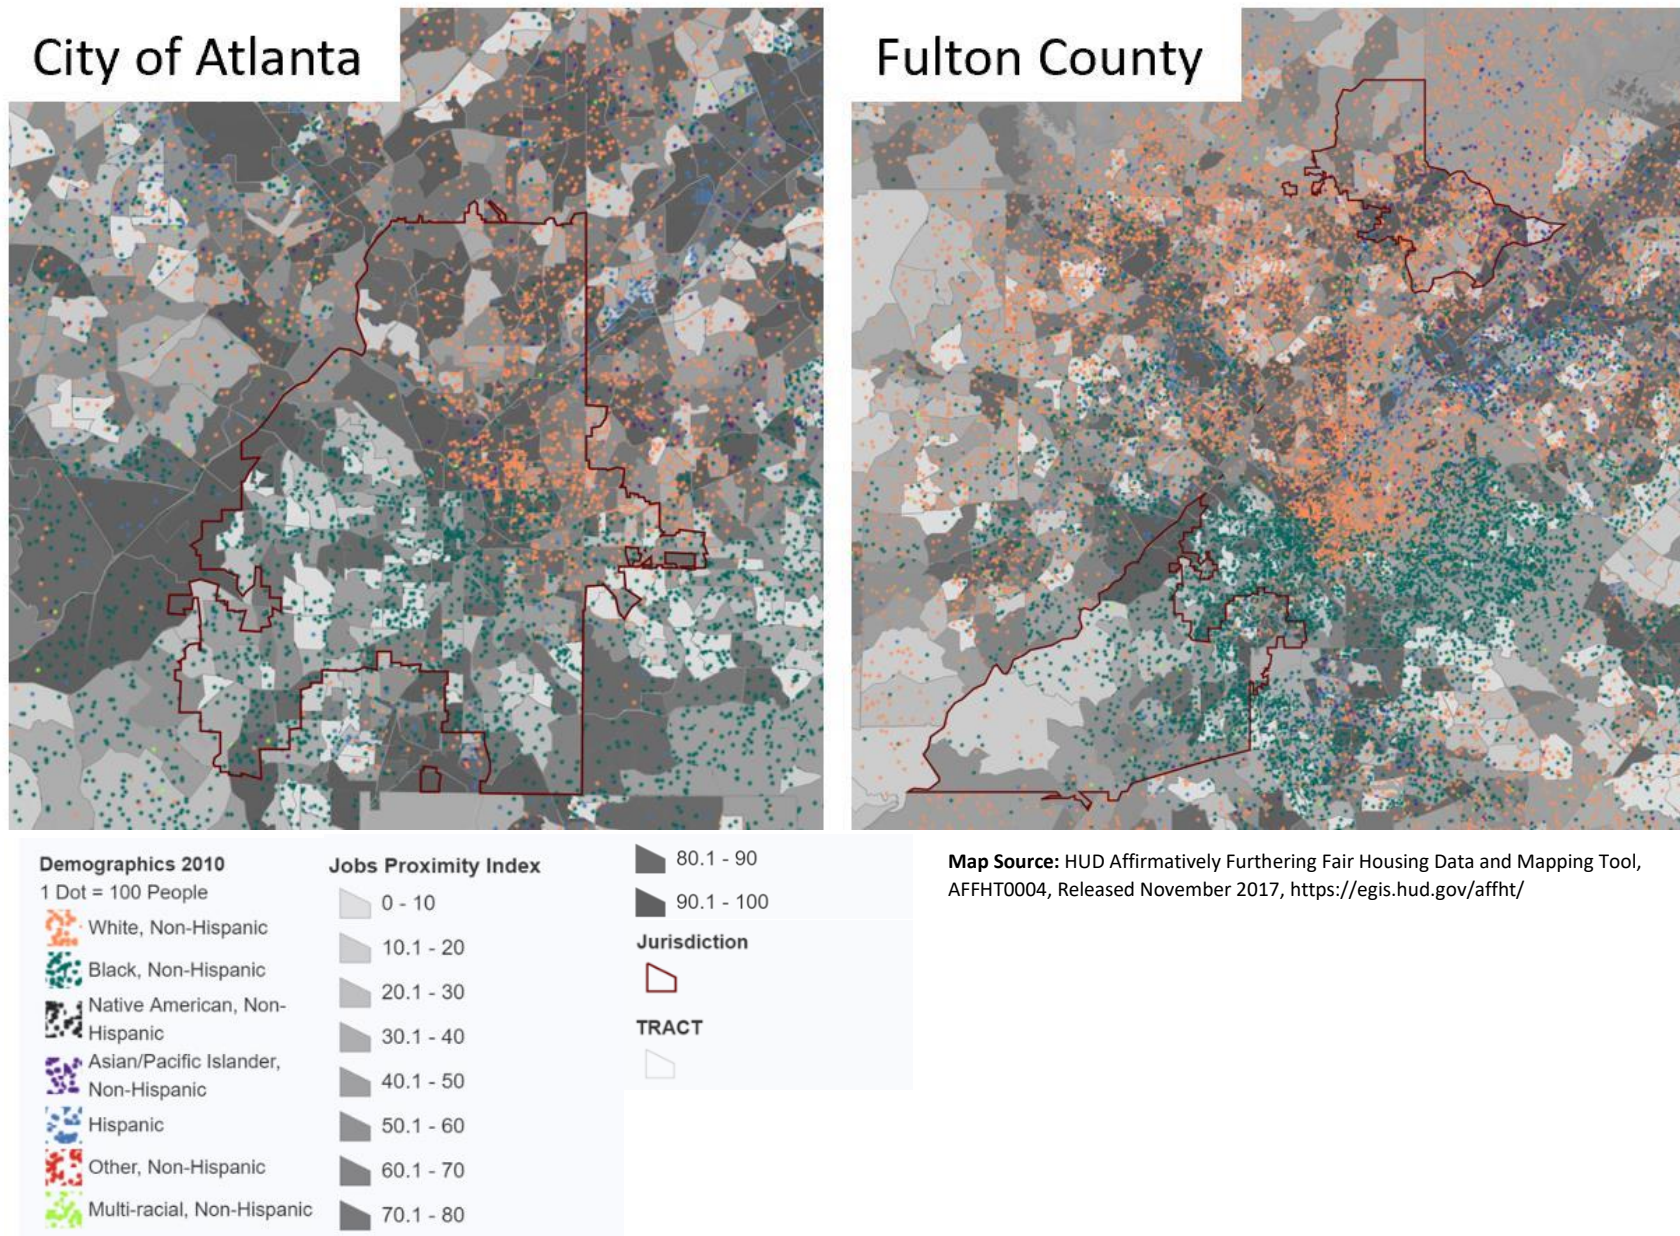 City of Atlanta
Fulton County
Demographics 2010
1 Dot = 100 People
White, Non-Hispanic
Black, Non-Hispanic
Native American, Non-
Hispanic
Asian/Pacific Islander,
Non-Hispanic
Hispanic
Other, Non-Hispanic
Multi-racial, Non-Hispanic
Jobs Proximity Index
0 - 10
10.1 - 20
20.1 - 30
30.1 - 40
40.1 - 50
50.1 - 60
60.1 - 70
70.1 - 80
80.1 - 90
90.1 - 100
Jurisdiction
TRACT
Map Source: HUD Affirmatively Furthering Fair Housing Data and Mapping Tool,
AFFHT0004, Released November 2017, https://egis.hud.gov/affht/